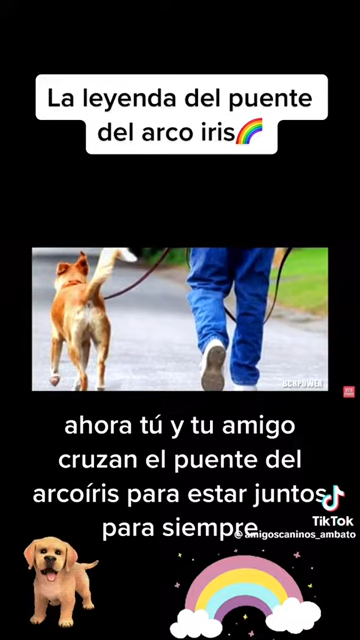 La leyenda del puente
del arco iris🌈
BCRPOWER
ahora tú y tu amigo
cruzan el puente del
arcoíris para estar juntos
para siempre
TikTok
@amigoscaninos_ambato